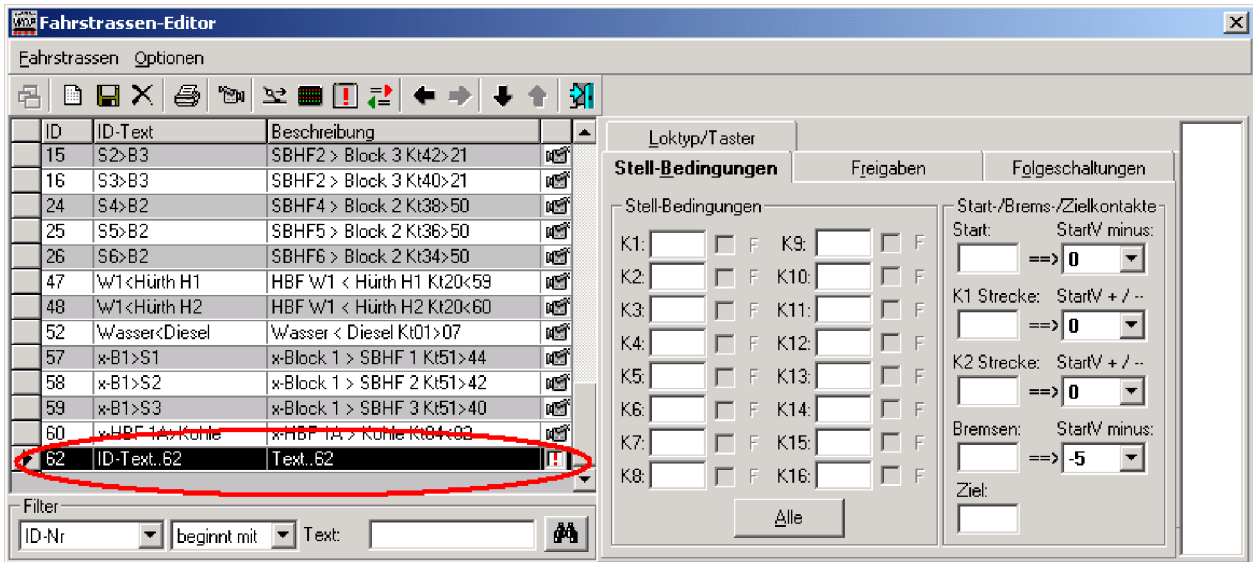 Fahrstrassen-Editor
Fahrstrassen Optionen
ID ID-Text Beschreibung
15 S2>B3 SBHF2 > Block 3 Kt42>21
16 S3>B3 SBHF2 > Block 3 Kt40>21
24 S4>B2 SBHF4 > Block 2 Kt38>50
25 S5>B2 SBHF5 > Block 2 Kt36>50
26 S6>B2 SBHF6 > Block 2 Kt34>50
47 W1<Hürth H1 HBF W1 < Hürth H1 Kt20<59
48 W1<Hürth H2 HBF W1 < Hürth H2 Kt20<60
52 Wasser<Diesel Wasser < Diesel Kt01>07
57 x-B1>S1 x-Block 1 > SBHF 1 Kt51>44
58 x-B1>S2 x-Block 1 > SBHF 2 Kt51>42
59 x-B1>S3 x-Block 1 > SBHF 3 Kt51>40
60 x-HBF 1A>Kohle x-HBF 1A > Kohle Kt04<02
62 ID-Text..62 Text..62
Filter
ID-Nr beginnt mit Text:
Loktyp/Taster
Stell-Bedingungen Freigaben Folgeschaltungen
Stell-Bedingungen
K1: F K9: F
K2: F K10: F
K3: F K11: F
K4: F K12: F
K5: F K13: F
K6: F K14: F
K7: F K15: F
K8: F K16: F
Alle
Start-/Brems-/Zielkontakte
Start: StartV minus:
==> 0
K1 Strecke: StartV + / --
==> 0
K2 Strecke: StartV + / --
==> 0
Bremsen: StartV minus:
==> -5
Ziel: